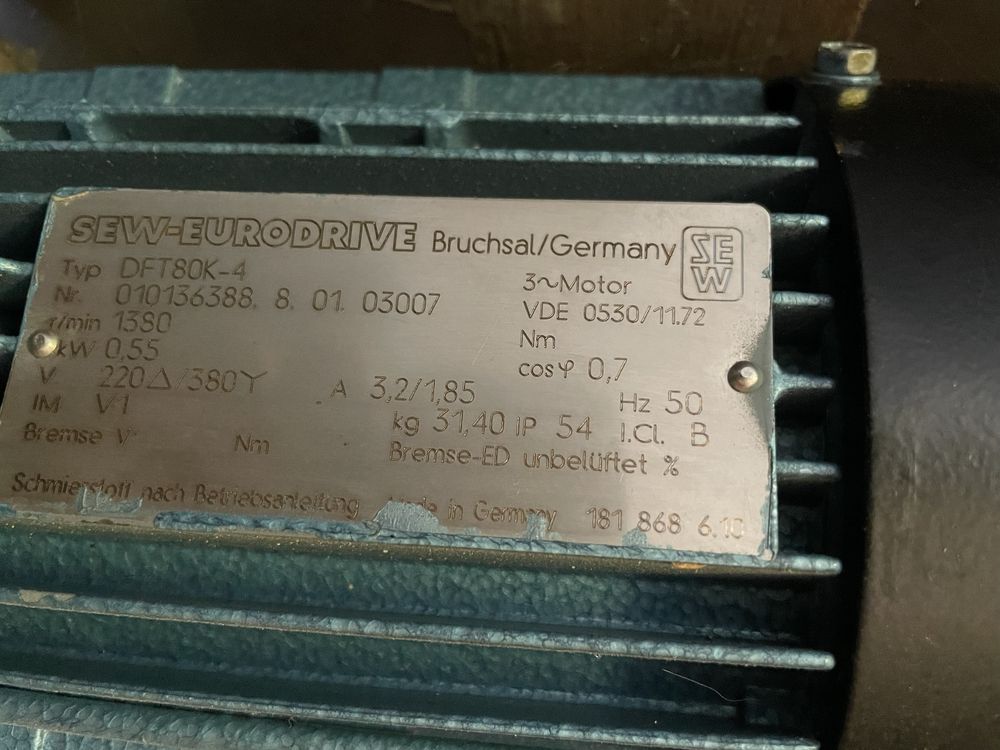 SEW-EURODRIVE Bruchsal/Germany SEW
Typ DFT80K-4 3~Motor
Nr. 010136388. 8. 01. 03007 VDE 0530/11.72
r/min 1380 Nm
kW 0,55 cosφ 0,7
V 220Δ/380Y A 3,2/1,85 Hz 50
IM V1 kg 31,40 IP 54 I.Cl. B
Bremse V Nm Bremse-ED unbelüftet %
Schmierstoff nach Betriebsanleitung Made in Germany 181 868 6.10